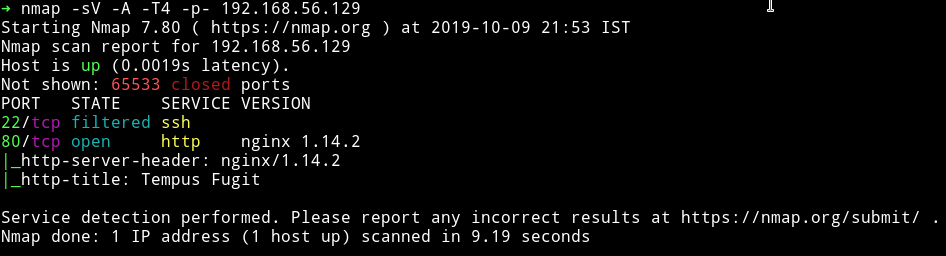 ➜ nmap -sV -A -T4 -p- 192.168.56.129
Starting Nmap 7.80 ( https://nmap.org ) at 2019-10-09 21:53 IST
Nmap scan report for 192.168.56.129
Host is up (0.0019s latency).
Not shown: 65533 closed ports
PORT   STATE    SERVICE VERSION
22/tcp filtered ssh
80/tcp open     http    nginx 1.14.2
|_http-server-header: nginx/1.14.2
|_http-title: Tempus Fugit
Service detection performed. Please report any incorrect results at https://nmap.org/submit/ .
Nmap done: 1 IP address (1 host up) scanned in 9.19 seconds